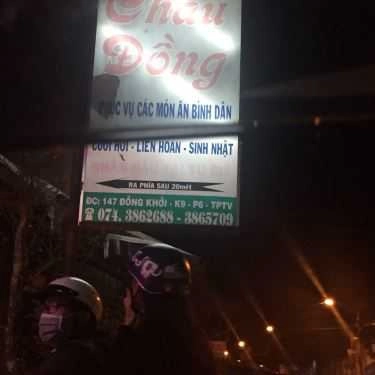 Châu
Đồng
PHỤC VỤ CÁC MÓN ĂN BÌNH DÂN
CƯỚI HỎI - LIÊN HOAN - SINH NHẬT
RA PHÍA SAU 20mét
ĐC: 147 ĐỒNG KHỞI - K9 - P6 - TPTV
074. 3862688 - 3865709